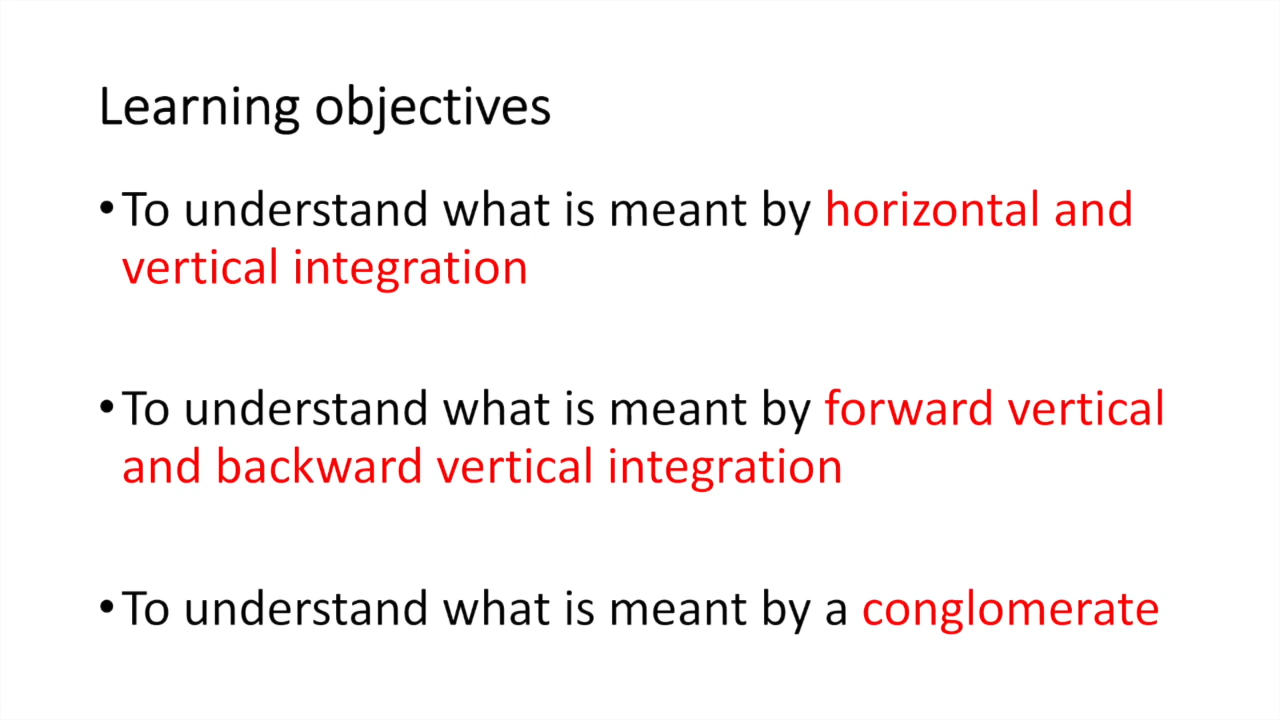 Learning objectives
•To understand what is meant by horizontal and
vertical integration
•To understand what is meant by forward vertical
and backward vertical integration
•To understand what is meant by a conglomerate